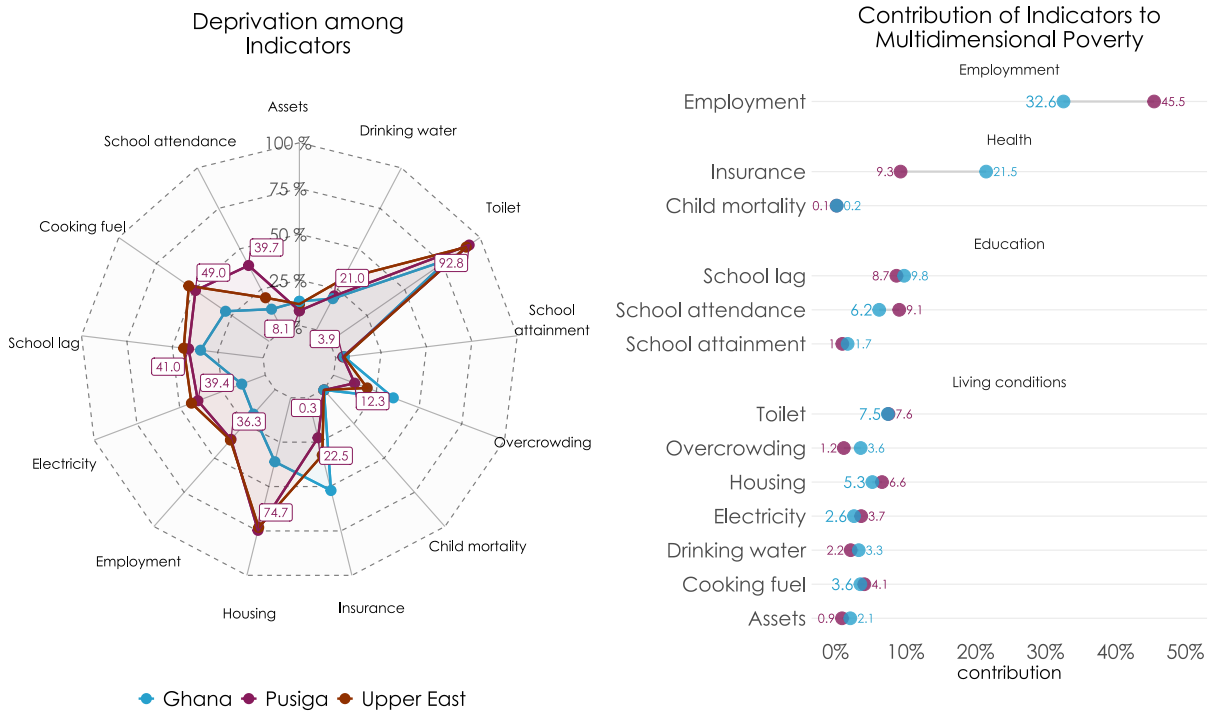 Deprivation among
Indicators
Assets
Drinking water
School attendance
100 %
75 %
50 %
25 %
Toilet
Cooking fuel
39.7
49.0
21.0
92.8
School
attainment
8.1
3.9
School lag
41.0
39.4
12.3
0.3
36.3
Overcrowding
22.5
Electricity
74.7
Child mortality
Employment
Housing
Insurance
Ghana
Pusiga
Upper East
Contribution of Indicators to
Multidimensional Poverty
Employmment
Employment 32.6 45.5
Health
Insurance 9.3 21.5
Child mortality 0.1 0.2
Education
School lag 8.7 9.8
School attendance 6.2 9.1
School attainment 1 1.7
Living conditions
Toilet 7.5 7.6
Overcrowding 1.2 3.6
Housing 5.3 6.6
Electricity 2.6 3.7
Drinking water 2.2 3.3
Cooking fuel 3.6 4.1
Assets 0.9 2.1
0% 10% 20% 30% 40% 50%
contribution